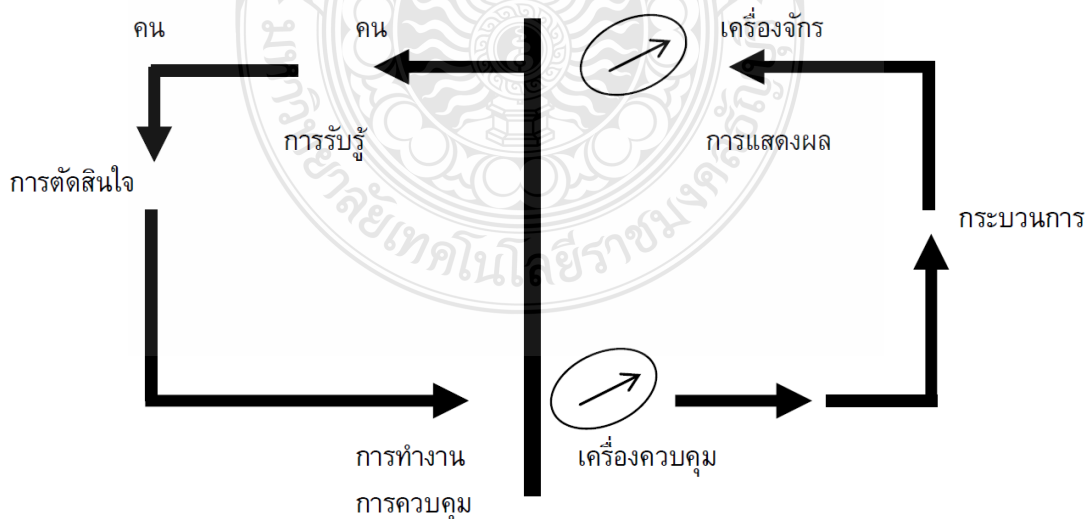 คน
คน
เครื่องจักร
การรับรู้
การแสดงผล
การตัดสินใจ
กระบวนการ
การทำงาน
การควบคุม
เครื่องควบคุม